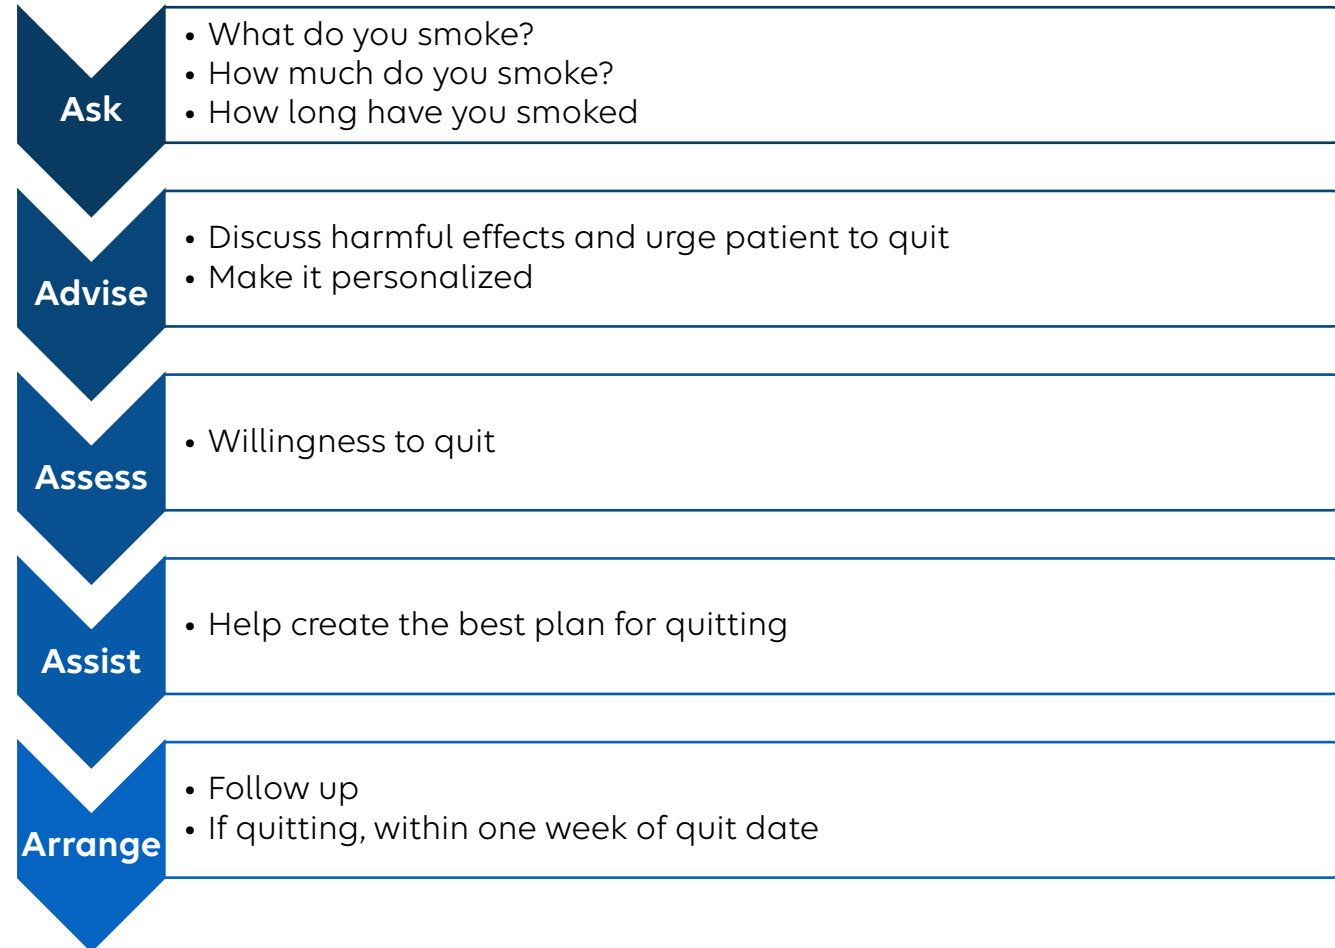 Ask
• What do you smoke?
• How much do you smoke?
• How long have you smoked
Advise
• Discuss harmful effects and urge patient to quit
• Make it personalized
Assess
• Willingness to quit
Assist
• Help create the best plan for quitting
Arrange
• Follow up
• If quitting, within one week of quit date